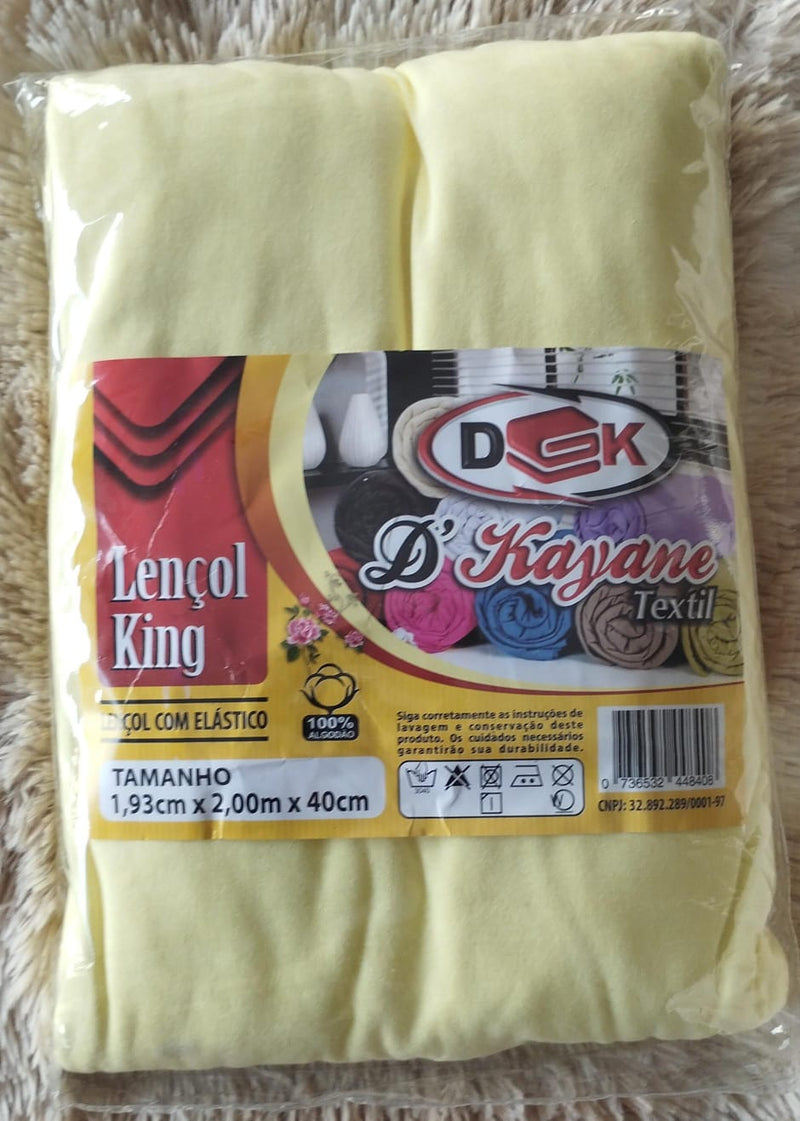 DK
D' Kayane
Textil
Lençol
King
LENÇOL COM ELÁSTICO
100%
ALGODÃO
TAMANHO
1,93cm x 2,00m x 40cm
Siga corretamente as instruções de
lavagem e conservação deste
produto. Os cuidados necessários
garantirão sua durabilidade.
0 736532 448408
CNPJ: 32.892.289/0001-97